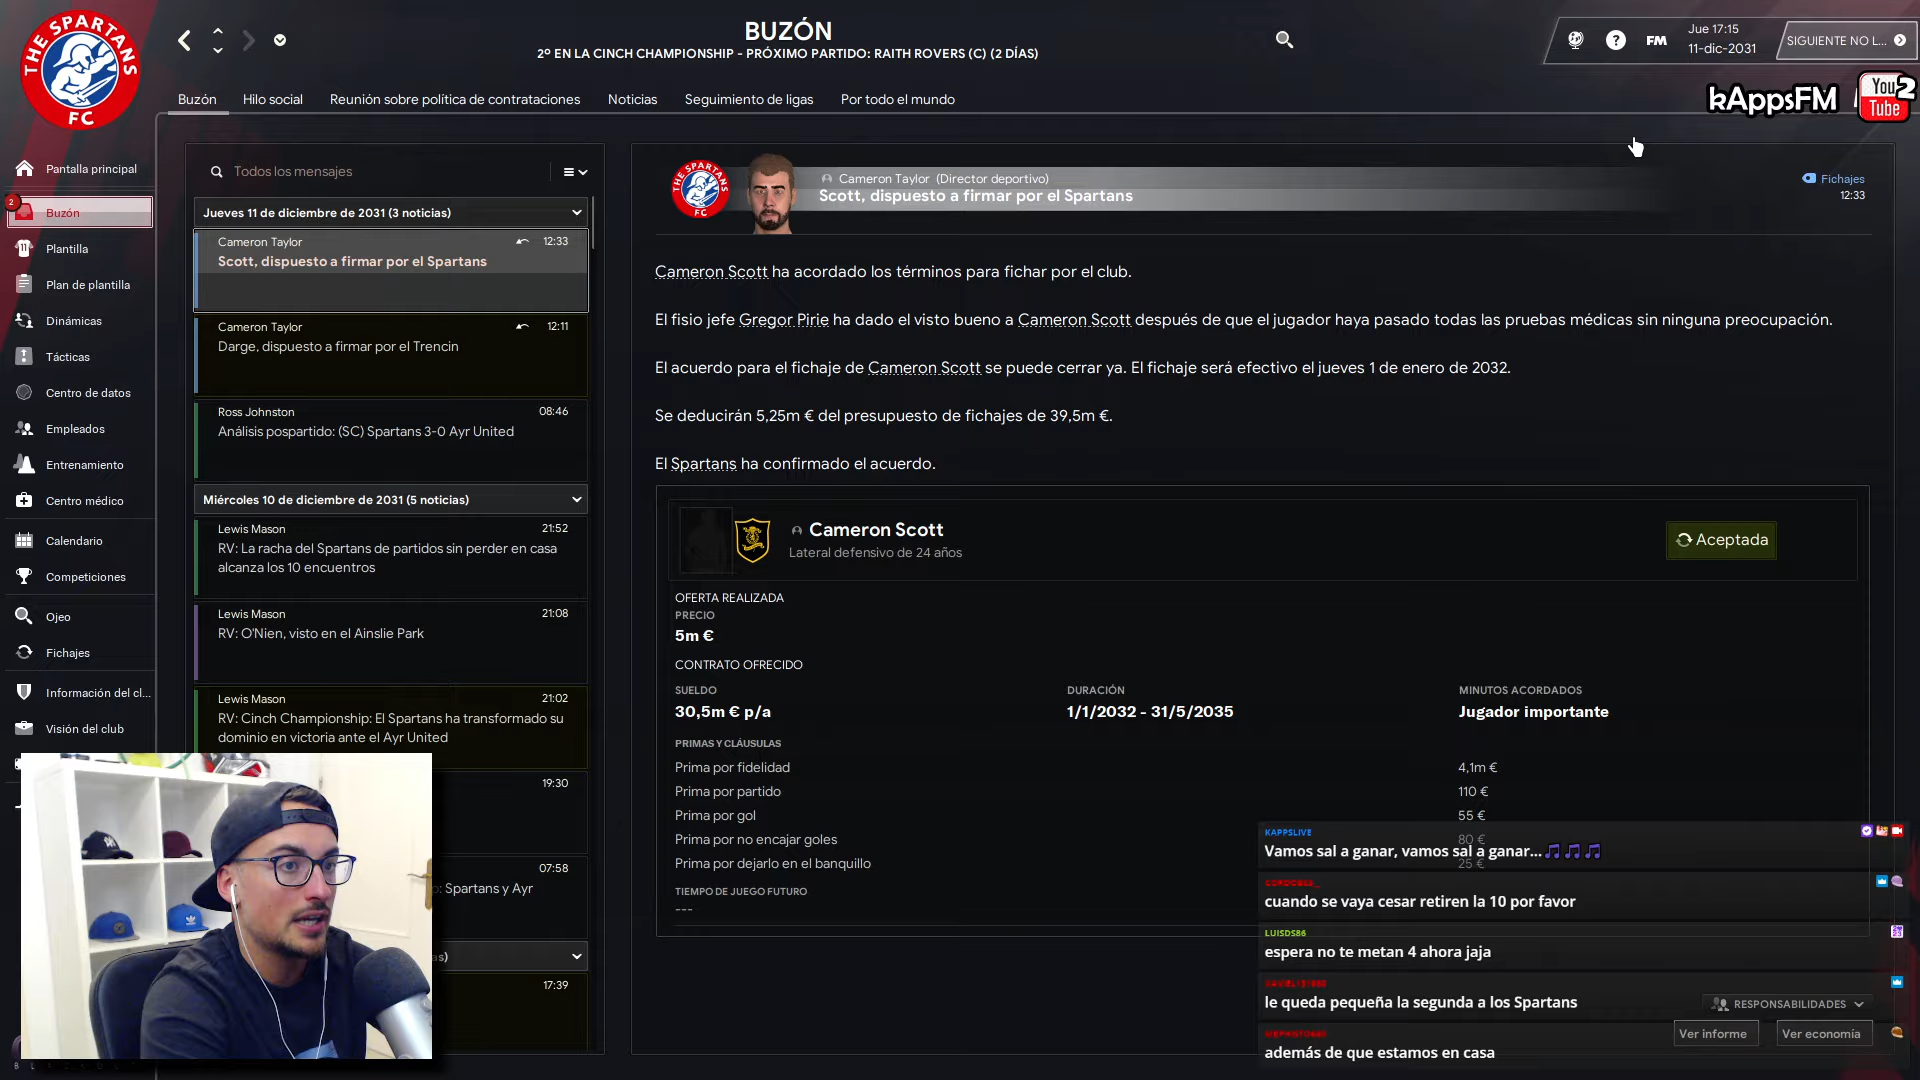 THE SPARTANS FC
BUZÓN
2º EN LA CINCH CHAMPIONSHIP - PRÓXIMO PARTIDO: RAITH ROVERS (C) (2 DÍAS)
FM
Jue 17:15
11-dic-2031
SIGUIENTE NO L...
Buzón
Hilo social
Reunión sobre política de contrataciones
Noticias
Seguimiento de ligas
Por todo el mundo
kAppsFM
You Tube 2
Pantalla principal
2
Buzón
Plantilla
Plan de plantilla
Dinámicas
Tácticas
Centro de datos
Empleados
Entrenamiento
Centro médico
Calendario
Competiciones
Ojeo
Fichajes
Información del cl...
Visión del club
Todos los mensajes
Jueves 11 de diciembre de 2031 (3 noticias)
Cameron Taylor
12:33
Scott, dispuesto a firmar por el Spartans
Cameron Taylor
12:11
Darge, dispuesto a firmar por el Trencin
Ross Johnston
08:46
Análisis pospartido: (SC) Spartans 3-0 Ayr United
Miércoles 10 de diciembre de 2031 (5 noticias)
Lewis Mason
21:52
RV: La racha del Spartans de partidos sin perder en casa
alcanza los 10 encuentros
Lewis Mason
21:08
RV: O'Nien, visto en el Ainslie Park
Lewis Mason
21:02
RV: Cinch Championship: El Spartans ha transformado su
dominio en victoria ante el Ayr United
19:30
07:58
: Spartans y Ayr
as)
17:39
THE SPARTANS FC
Cameron Taylor (Director deportivo)
Scott, dispuesto a firmar por el Spartans
Fichajes
12:33
Cameron Scott ha acordado los términos para fichar por el club.
El fisio jefe Gregor Pirie ha dado el visto bueno a Cameron Scott después de que el jugador haya pasado todas las pruebas médicas sin ninguna preocupación.
El acuerdo para el fichaje de Cameron Scott se puede cerrar ya. El fichaje será efectivo el jueves 1 de enero de 2032.
Se deducirán 5,25m € del presupuesto de fichajes de 39,5m €.
El Spartans ha confirmado el acuerdo.
Cameron Scott
Lateral defensivo de 24 años
Aceptada
OFERTA REALIZADA
PRECIO
5m €
CONTRATO OFRECIDO
SUELDO
DURACIÓN
MINUTOS ACORDADOS
30,5m € p/a
1/1/2032 - 31/5/2035
Jugador importante
PRIMAS Y CLÁUSULAS
Prima por fidelidad
4,1m €
Prima por partido
110 €
Prima por gol
55 €
Prima por no encajar goles
80 €
Prima por dejarlo en el banquillo
25 €
TIEMPO DE JUEGO FUTURO
---
KAPPSLIVE
Vamos sal a ganar, vamos sal a ganar...
cuando se vaya cesar retiren la 10 por favor
LUISDS86
espera no te metan 4 ahora jaja
le queda pequeña la segunda a los Spartans
además de que estamos en casa
RESPONSABILIDADES
Ver informe
Ver economía